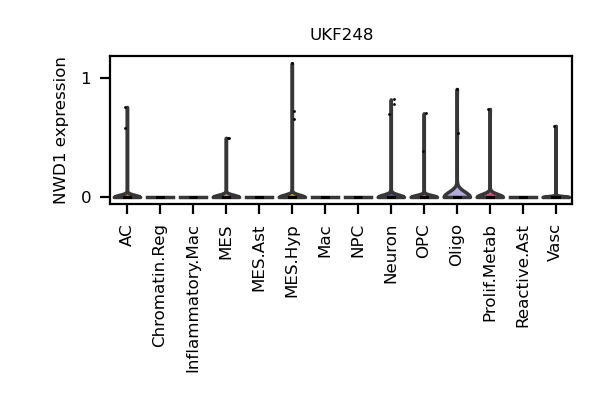 UKF248
NWD1 expression
1
0
AC
Chromatin.Reg
Inflammatory.Mac
MES
MES.Ast
MES.Hyp
Mac
NPC
Neuron
OPC
Oligo
Prolif.Metab
Reactive.Ast
Vasc